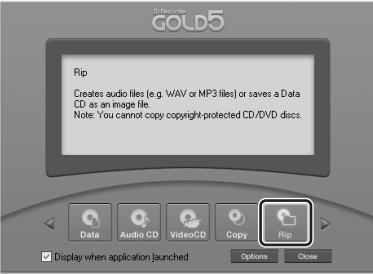 B's Recorder
GOLD5
Rip
Creates audio files (e.g. WAV or MP3 files) or saves a Data
CD as an image file.
Note: You cannot copy copyright-protected CD/DVD discs.
Data
Audio CD
VideoCD
Copy
Rip
Display when application launched
Options
Close